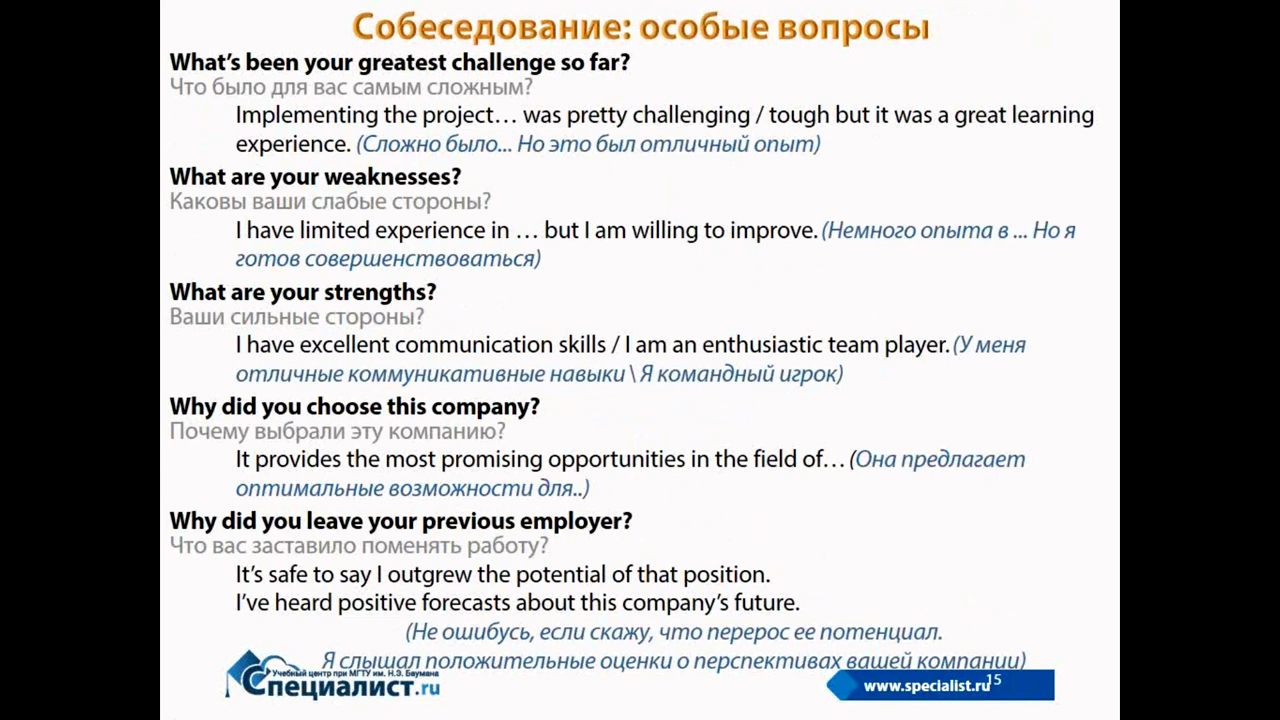 Собеседование: особые вопросы
What's been your greatest challenge so far?
Что было для вас самым сложным?
Implementing the project… was pretty challenging / tough but it was a great learning
experience. (Сложно было... Но это был отличный опыт)
What are your weaknesses?
Каковы ваши слабые стороны?
I have limited experience in … but I am willing to improve. (Немного опыта в ... Но я
готов совершенствоваться)
What are your strengths?
Ваши сильные стороны?
I have excellent communication skills / I am an enthusiastic team player. (У меня
отличные коммуникативные навыки \ Я командный игрок)
Why did you choose this company?
Почему выбрали эту компанию?
It provides the most promising opportunities in the field of… (Она предлагает
оптимальные возможности для..)
Why did you leave your previous employer?
Что вас заставило поменять работу?
It's safe to say I outgrew the potential of that position.
I've heard positive forecasts about this company's future.
(Не ошибусь, если скажу, что перерос ее потенциал.
Я слышал положительные оценки о перспективах вашей компании)
Учебный центр при МГТУ им. Н.Э. Баумана
Специалист.ru
www.specialist.ru
15